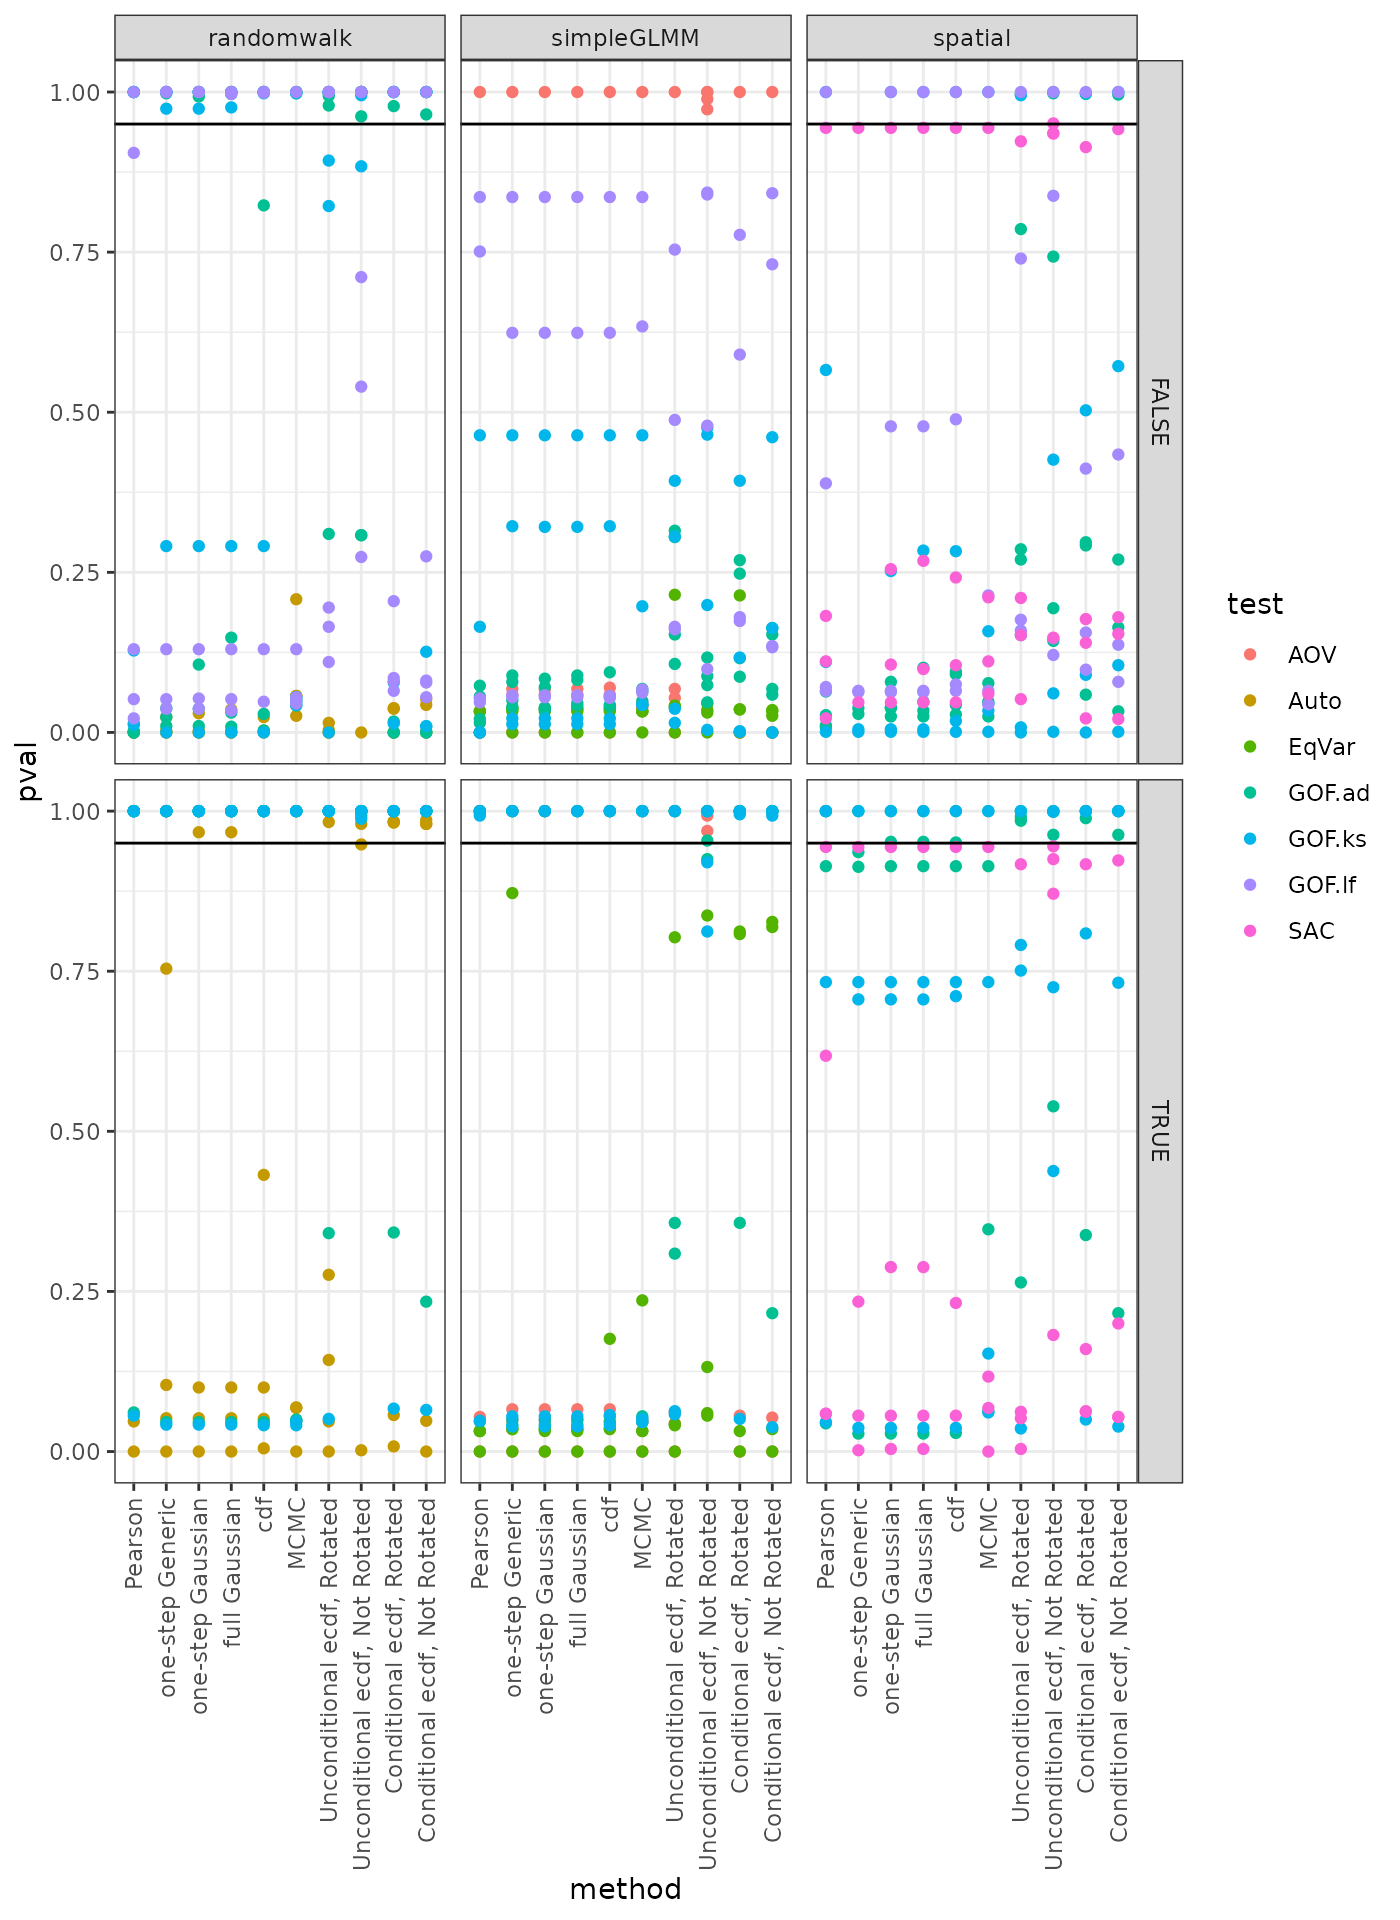 randomwalk
simpleGLMM
spatial
1.00
0.75
0.50
0.25
0.00
FALSE
1.00
0.75
0.50
0.25
0.00
TRUE
pval
Pearson
one-step Generic
one-step Gaussian
full Gaussian
cdf
MCMC
Unconditional ecdf, Rotated
Unconditional ecdf, Not Rotated
Conditional ecdf, Rotated
Conditional ecdf, Not Rotated
Pearson
one-step Generic
one-step Gaussian
full Gaussian
cdf
MCMC
Unconditional ecdf, Rotated
Unconditional ecdf, Not Rotated
Conditional ecdf, Rotated
Conditional ecdf, Not Rotated
Pearson
one-step Generic
one-step Gaussian
full Gaussian
cdf
MCMC
Unconditional ecdf, Rotated
Unconditional ecdf, Not Rotated
Conditional ecdf, Rotated
Conditional ecdf, Not Rotated
method
test
AOV
Auto
EqVar
GOF.ad
GOF.ks
GOF.lf
SAC